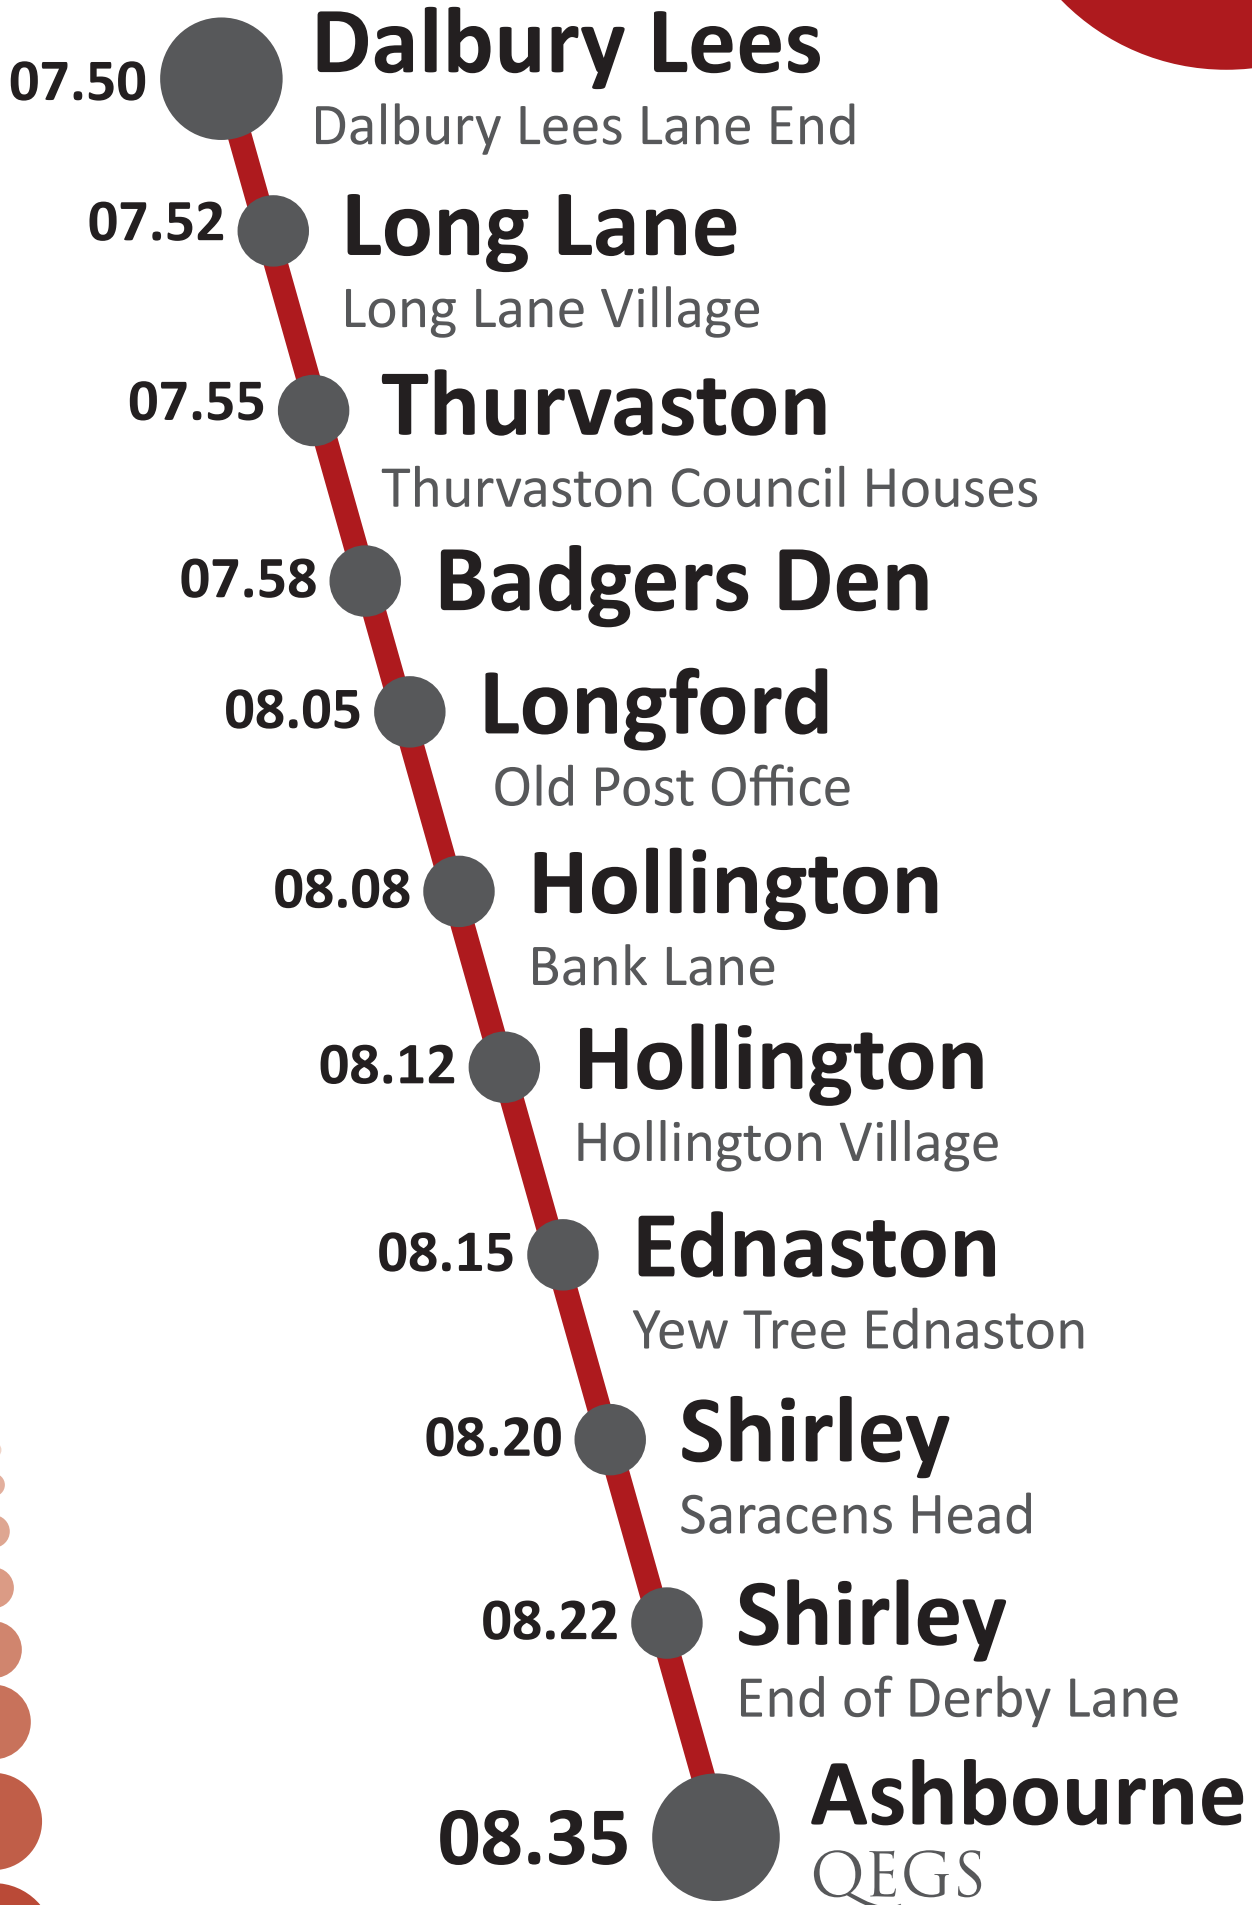 07.50 Dalbury Lees
Dalbury Lees Lane End
07.52 Long Lane
Long Lane Village
07.55 Thurvaston
Thurvaston Council Houses
07.58 Badgers Den
08.05 Longford
Old Post Office
08.08 Hollington
Bank Lane
08.12 Hollington
Hollington Village
08.15 Ednaston
Yew Tree Ednaston
08.20 Shirley
Saracens Head
08.22 Shirley
End of Derby Lane
08.35 Ashbourne
QEGS